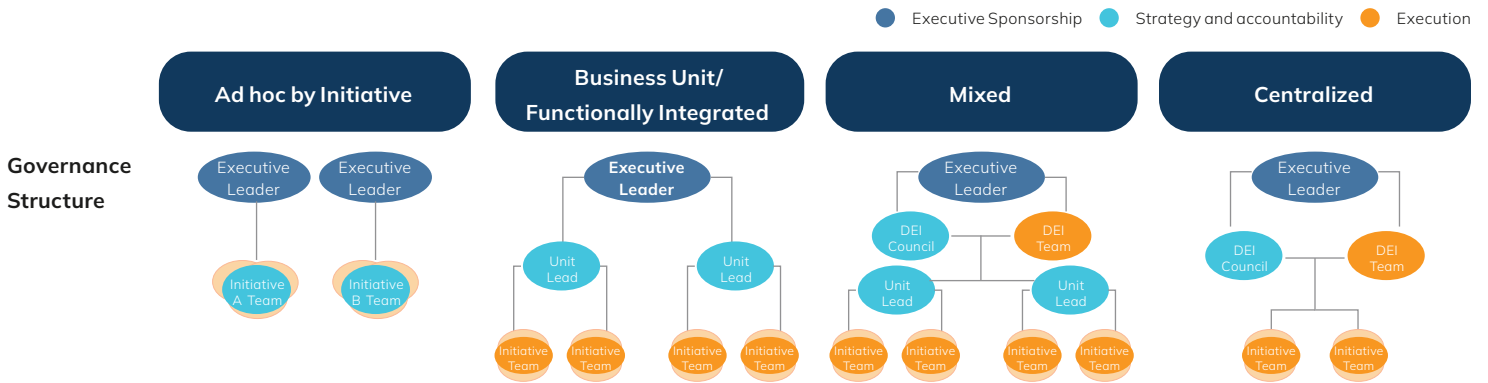 Executive Sponsorship
Strategy and accountability
Execution
Ad hoc by Initiative
Business Unit/
Functionally Integrated
Mixed
Centralized
Governance
Structure
Executive
Leader
Executive
Leader
Initiative
A Team
Initiative
B Team
Executive
Leader
Unit
Lead
Unit
Lead
Initiative
Team
Initiative
Team
Initiative
Team
Initiative
Team
Executive
Leader
DEI
Council
DEI
Team
Unit
Lead
Unit
Lead
Initiative
Team
Initiative
Team
Initiative
Team
Initiative
Team
Executive
Leader
DEI
Council
DEI
Team
Initiative
Team
Initiative
Team